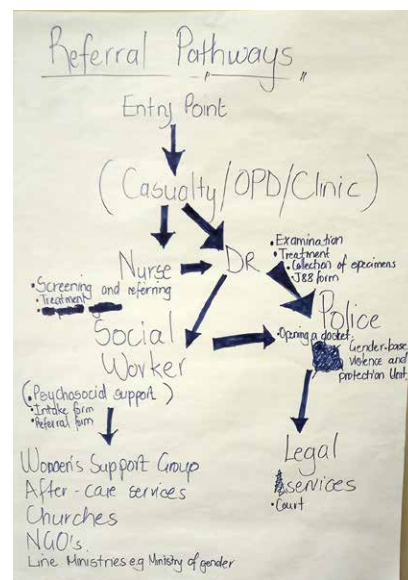 Referral Pathways
Entry Point
(Casualty/OPD/Clinic)
Nurse
• Screening and referring
• Treatment
DR
• Examination
• Treatment
• Collection of especimens
• J88 form
Social
Worker
(Psychosocial support)
• Intake form
• Referral form
Police
• Opening a docket
Gender-base
violence and
protection Unit
Women's Support Group
After-care services
Churches
NGO's.
Line Ministries eg Ministry of gender
Legal
services
• Court